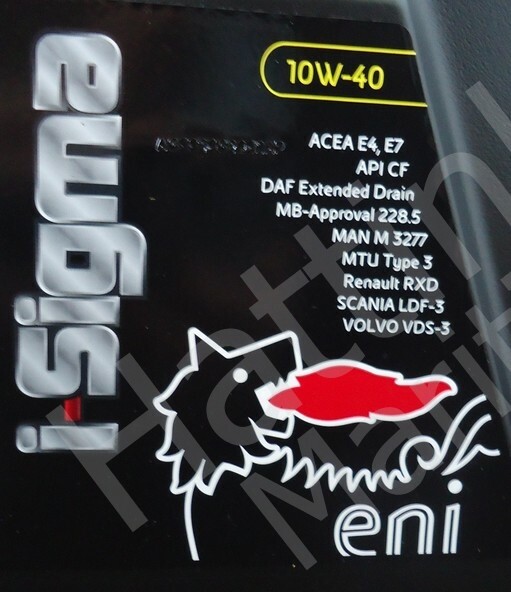 i-Sigma
10W-40
ACEA E4, E7
API CF
DAF Extended Drain
MB-Approval 228.5
MAN M 3277
MTU Type 3
Renault RXD
SCANIA LDF-3
VOLVO VDS-3
eni